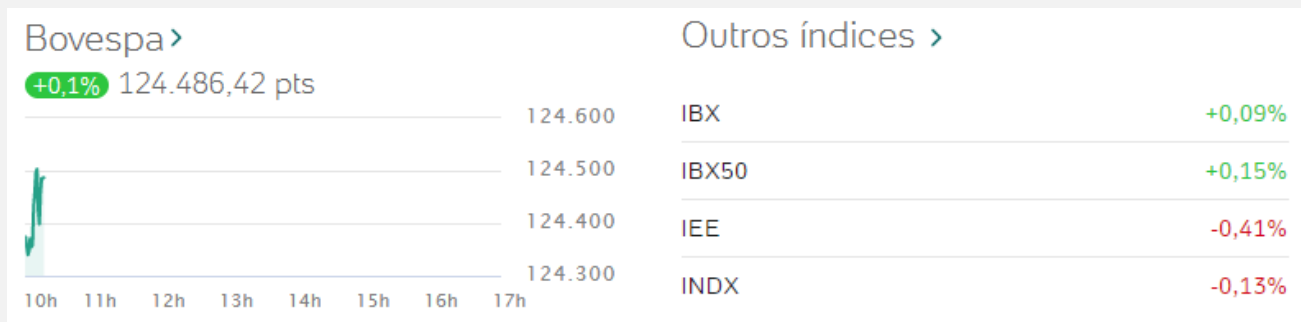 Bovespa >
+0,1% 124.486,42 pts
124.600
124.500
124.400
124.300
10h 11h 12h 13h 14h 15h 16h 17h
Outros índices >
IBX +0,09%
IBX50 +0,15%
IEE -0,41%
INDX -0,13%